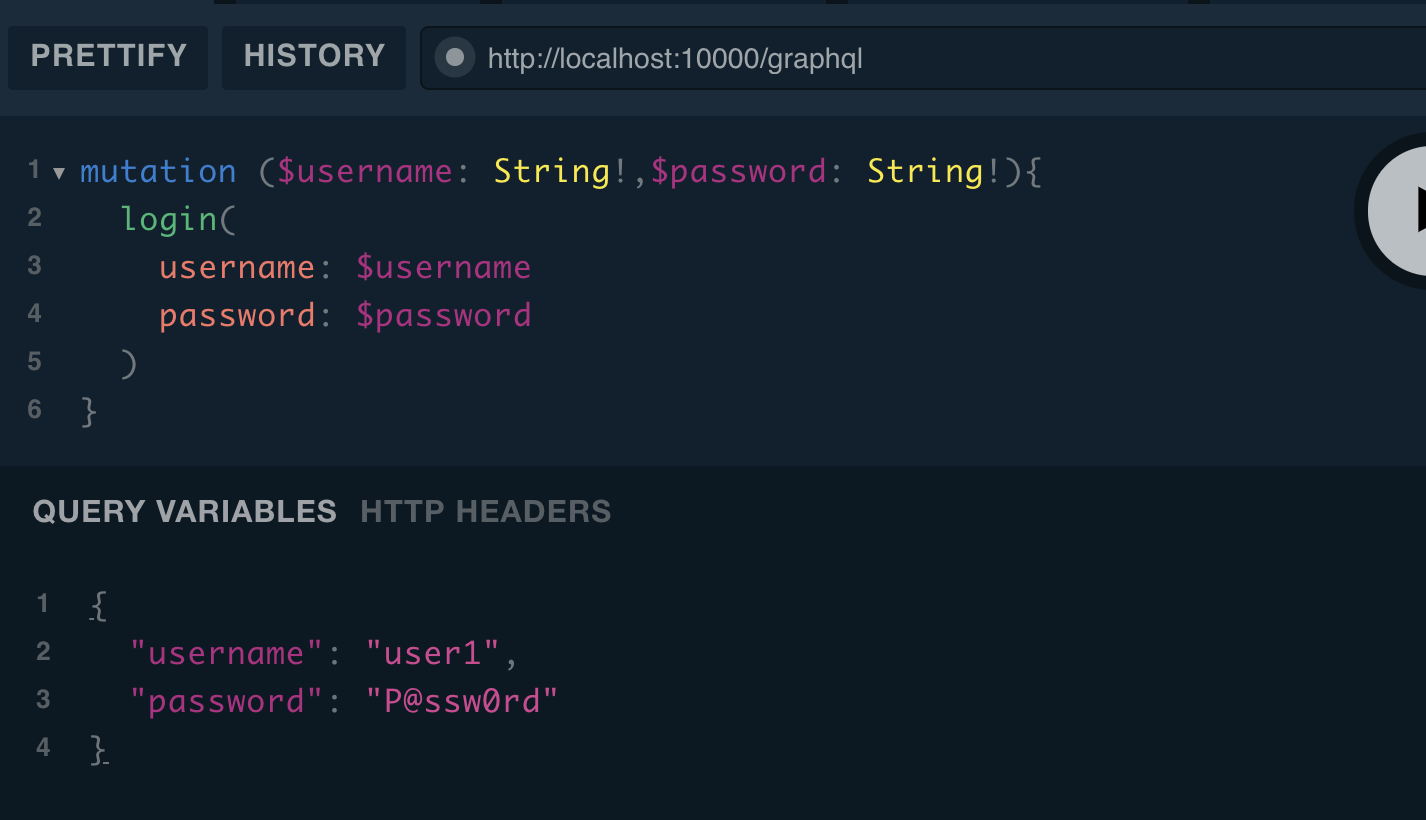 PRETTIFY HISTORY http://localhost:10000/graphql
1 mutation ($username: String!,$password: String!){
2 login(
3 username: $username
4 password: $password
5 )
6 }
QUERY VARIABLES HTTP HEADERS
1 {
2 "username": "user1",
3 "password": "P@ssw0rd"
4 }